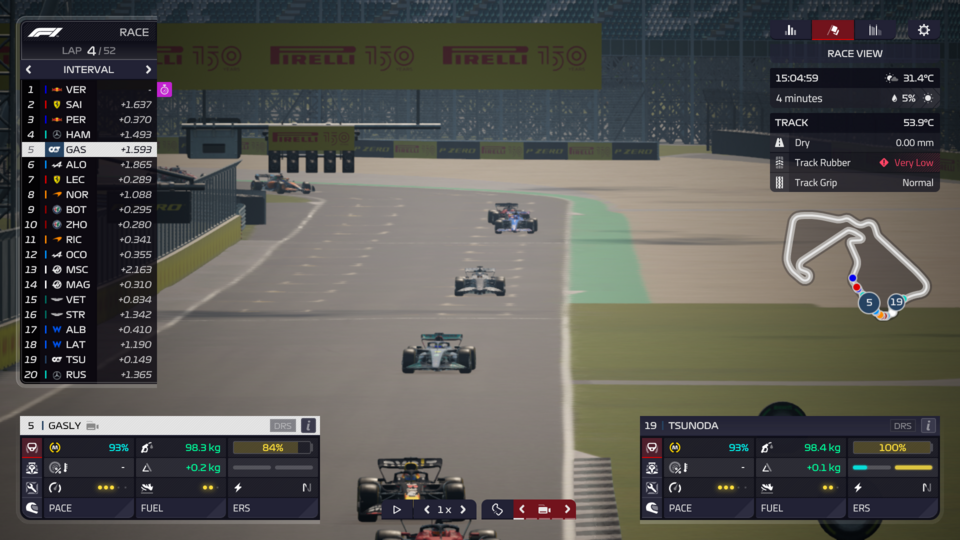 F1 RACE
LAP 4/52
INTERVAL
1 VER -
2 SAI +1.637
3 PER +0.370
4 HAM +1.493
5 GAS +1.593
6 ALO +1.865
7 LEC +0.289
8 NOR +1.088
9 BOT +0.295
10 ZHO +0.280
11 RIC +0.341
12 OCO +0.355
13 MSC +2.163
14 MAG +0.310
15 VET +0.834
16 STR +1.342
17 ALB +0.410
18 LAT +1.190
19 TSU +0.149
20 RUS +1.365
150 PIRELLI 150 PIRELLI 150
PIRELLI
P ZERO P ZERO P ZERO
RACE VIEW
15:04:59 31.4°C
4 minutes 5%
TRACK 53.9°C
Dry 0.00 mm
Track Rubber Very Low
Track Grip Normal
5 19
5 GASLY DRS i
M 93% 98.3 kg 84%
- +0.2 kg
N
PACE FUEL ERS
1x
19 TSUNODA DRS i
M 93% 98.4 kg 100%
- +0.1 kg
N
PACE FUEL ERS